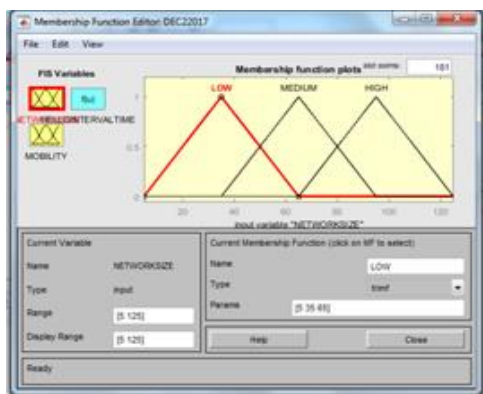 Membership Function Editor: DEC22017
File Edit View
FIS Variables
Membership function plots plot points: 181
f(u)
INTERVALTIME
MOBILITY
LOW MEDIUM HIGH
1
0.5
0
20 40 60 80 100 120
input variable "NETWORKSIZE"
Current Variable
Name NETWORKSIZE
Type input
Range [5 125]
Display Range [5 125]
Current Membership Function (click on MF to select)
Name LOW
Type trimf
Params [5 35 65]
Help Close
Ready